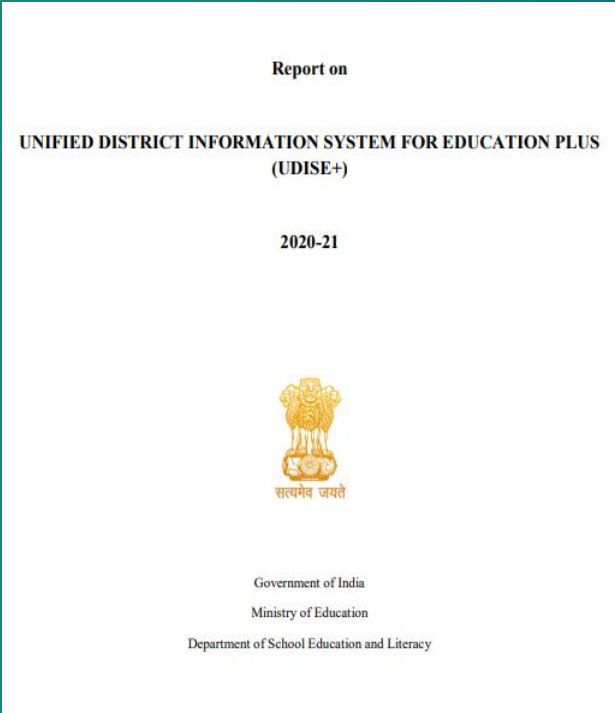 Report on
UNIFIED DISTRICT INFORMATION SYSTEM FOR EDUCATION PLUS
(UDISE+)
2020-21
सत्यमेव जयते
Government of India
Ministry of Education
Department of School Education and Literacy